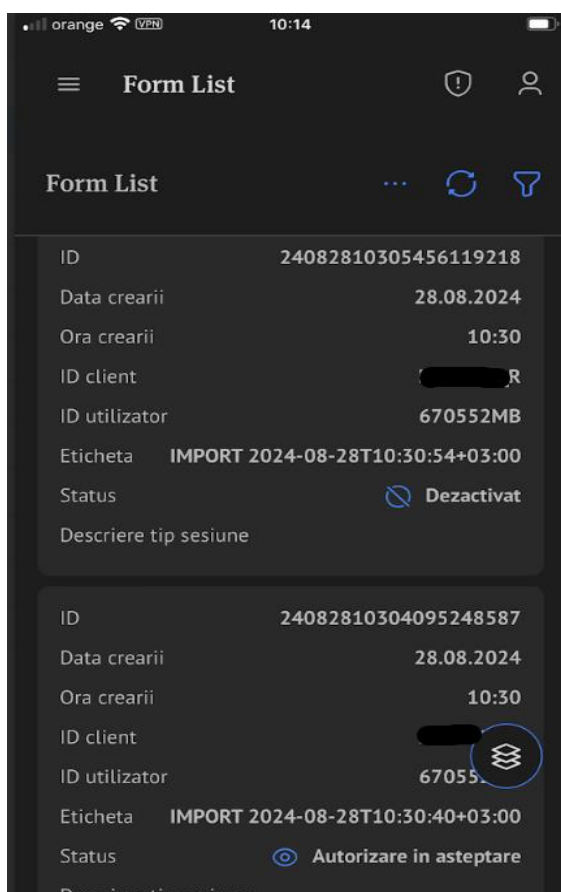 orange VPN 10:14
Form List
Form List
ID 24082810305456119218
Data crearii 28.08.2024
Ora crearii 10:30
ID client R
ID utilizator 670552MB
Eticheta IMPORT 2024-08-28T10:30:54+03:00
Status Dezactivat
Descriere tip sesiune
ID 24082810304095248587
Data crearii 28.08.2024
Ora crearii 10:30
ID client
ID utilizator
Eticheta IMPORT 2024-08-28T10:30:40+03:00
Status Autorizare in asteptare